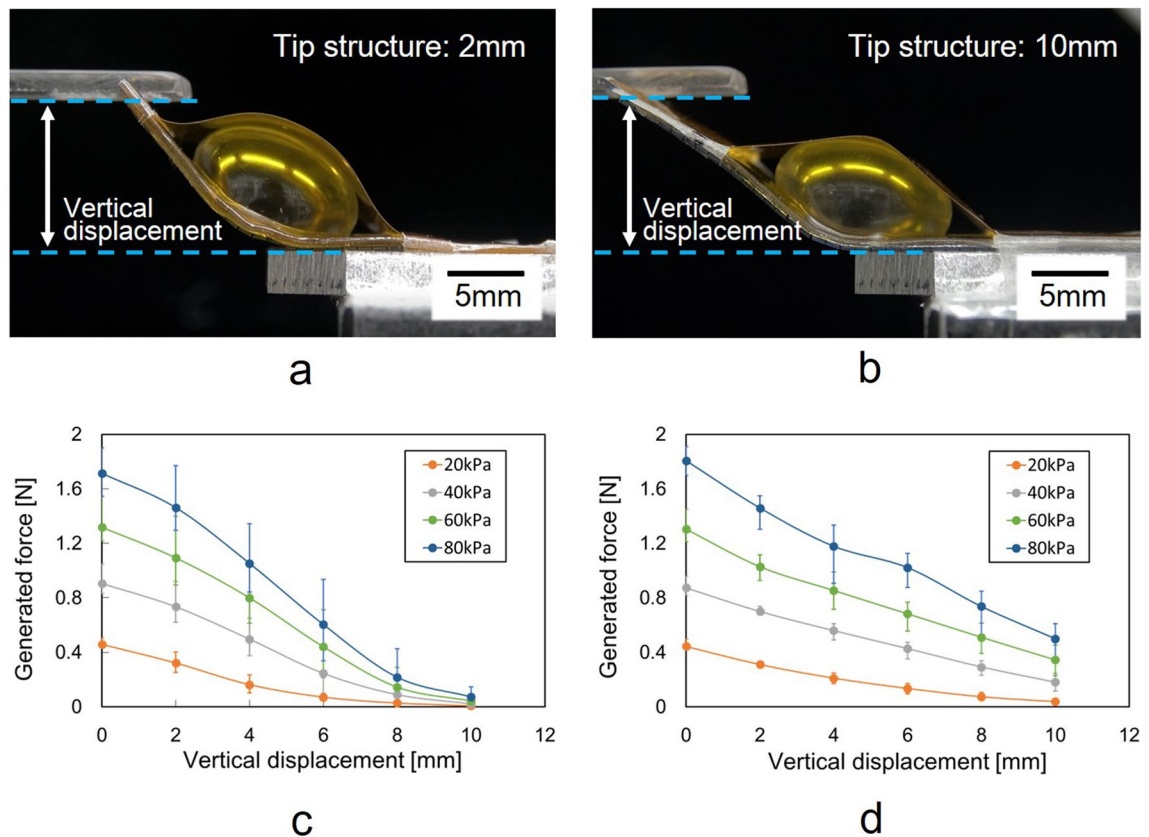 Tip structure: 2mm
Vertical
displacement
5mm
a
Tip structure: 10mm
Vertical
displacement
5mm
b
Generated force [N]
2
1.6
1.2
0.8
0.4
0
0
2
4
6
8
10
12
20kPa
40kPa
60kPa
80kPa
Vertical displacement [mm]
c
Generated force [N]
2
1.6
1.2
0.8
0.4
0
0
2
4
6
8
10
12
20kPa
40kPa
60kPa
80kPa
Vertical displacement [mm]
d